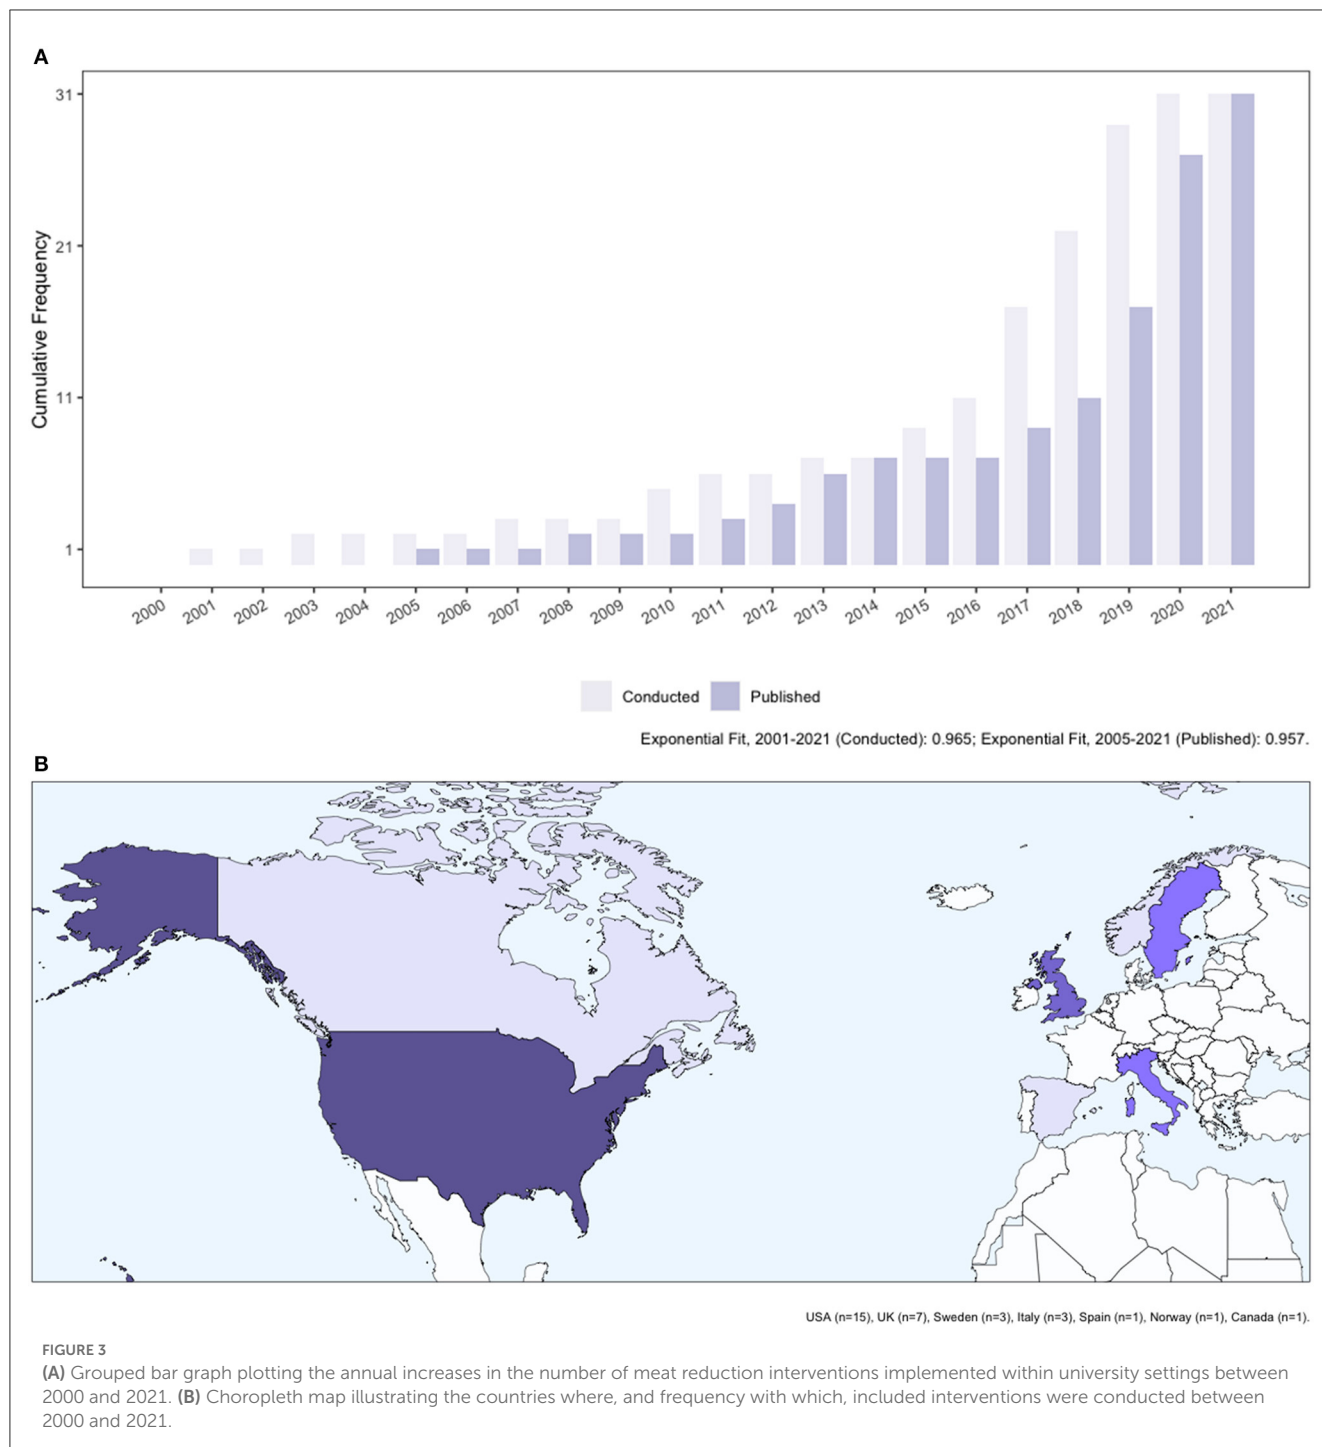 A
Cumulative Frequency
31
21
11
1
2000 2001 2002 2003 2004 2005 2006 2007 2008 2009 2010 2011 2012 2013 2014 2015 2016 2017 2018 2019 2020 2021
Conducted Published
Exponential Fit, 2001-2021 (Conducted): 0.965; Exponential Fit, 2005-2021 (Published): 0.957.
B
USA (n=15), UK (n=7), Sweden (n=3), Italy (n=3), Spain (n=1), Norway (n=1), Canada (n=1).
FIGURE 3
(A) Grouped bar graph plotting the annual increases in the number of meat reduction interventions implemented within university settings between
2000 and 2021. (B) Choropleth map illustrating the countries where, and frequency with which, included interventions were conducted between
2000 and 2021.